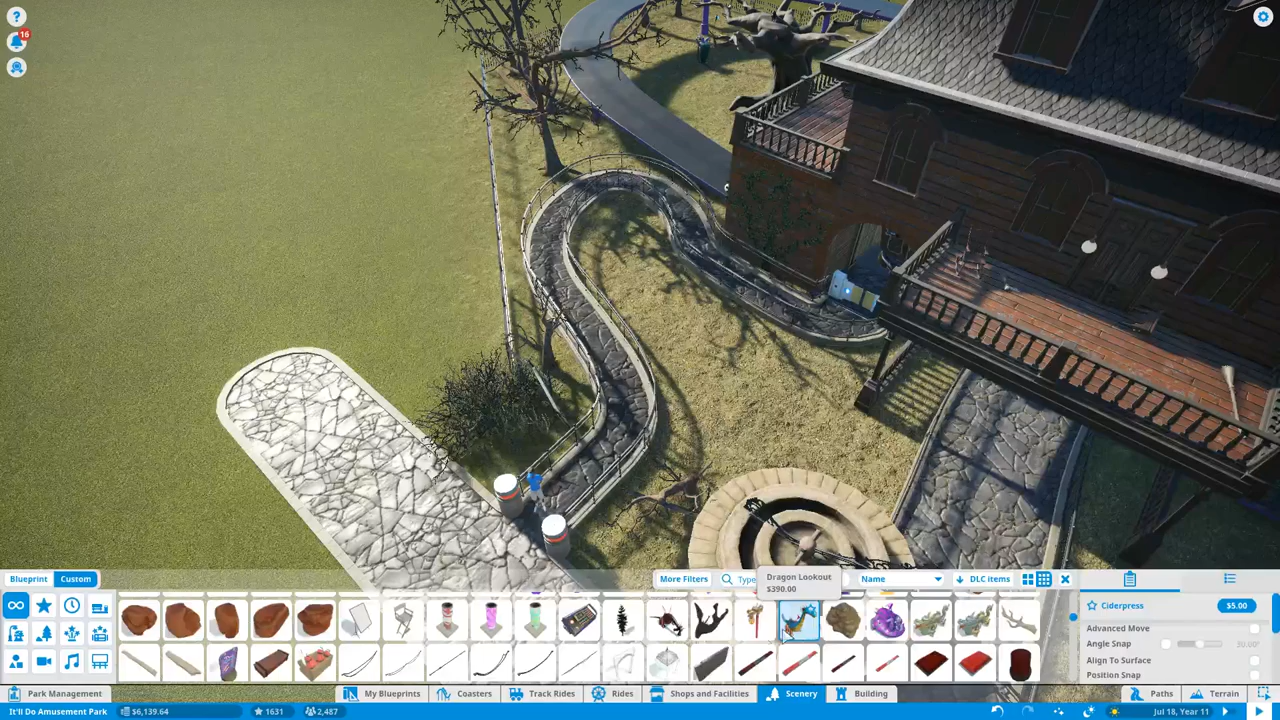 ?
16
Blueprint
Custom
More Filters
Type
Dragon Lookout
$390.00
Name
DLC items
Ciderpress
$5.00
Advanced Move
Angle Snap
30.00°
Align To Surface
Position Snap
Park Management
My Blueprints
Coasters
Track Rides
Rides
Shops and Facilities
Scenery
Building
Paths
Terrain
It'll Do Amusement Park
$6,139.64
1631
2,487
Jul 18, Year 11